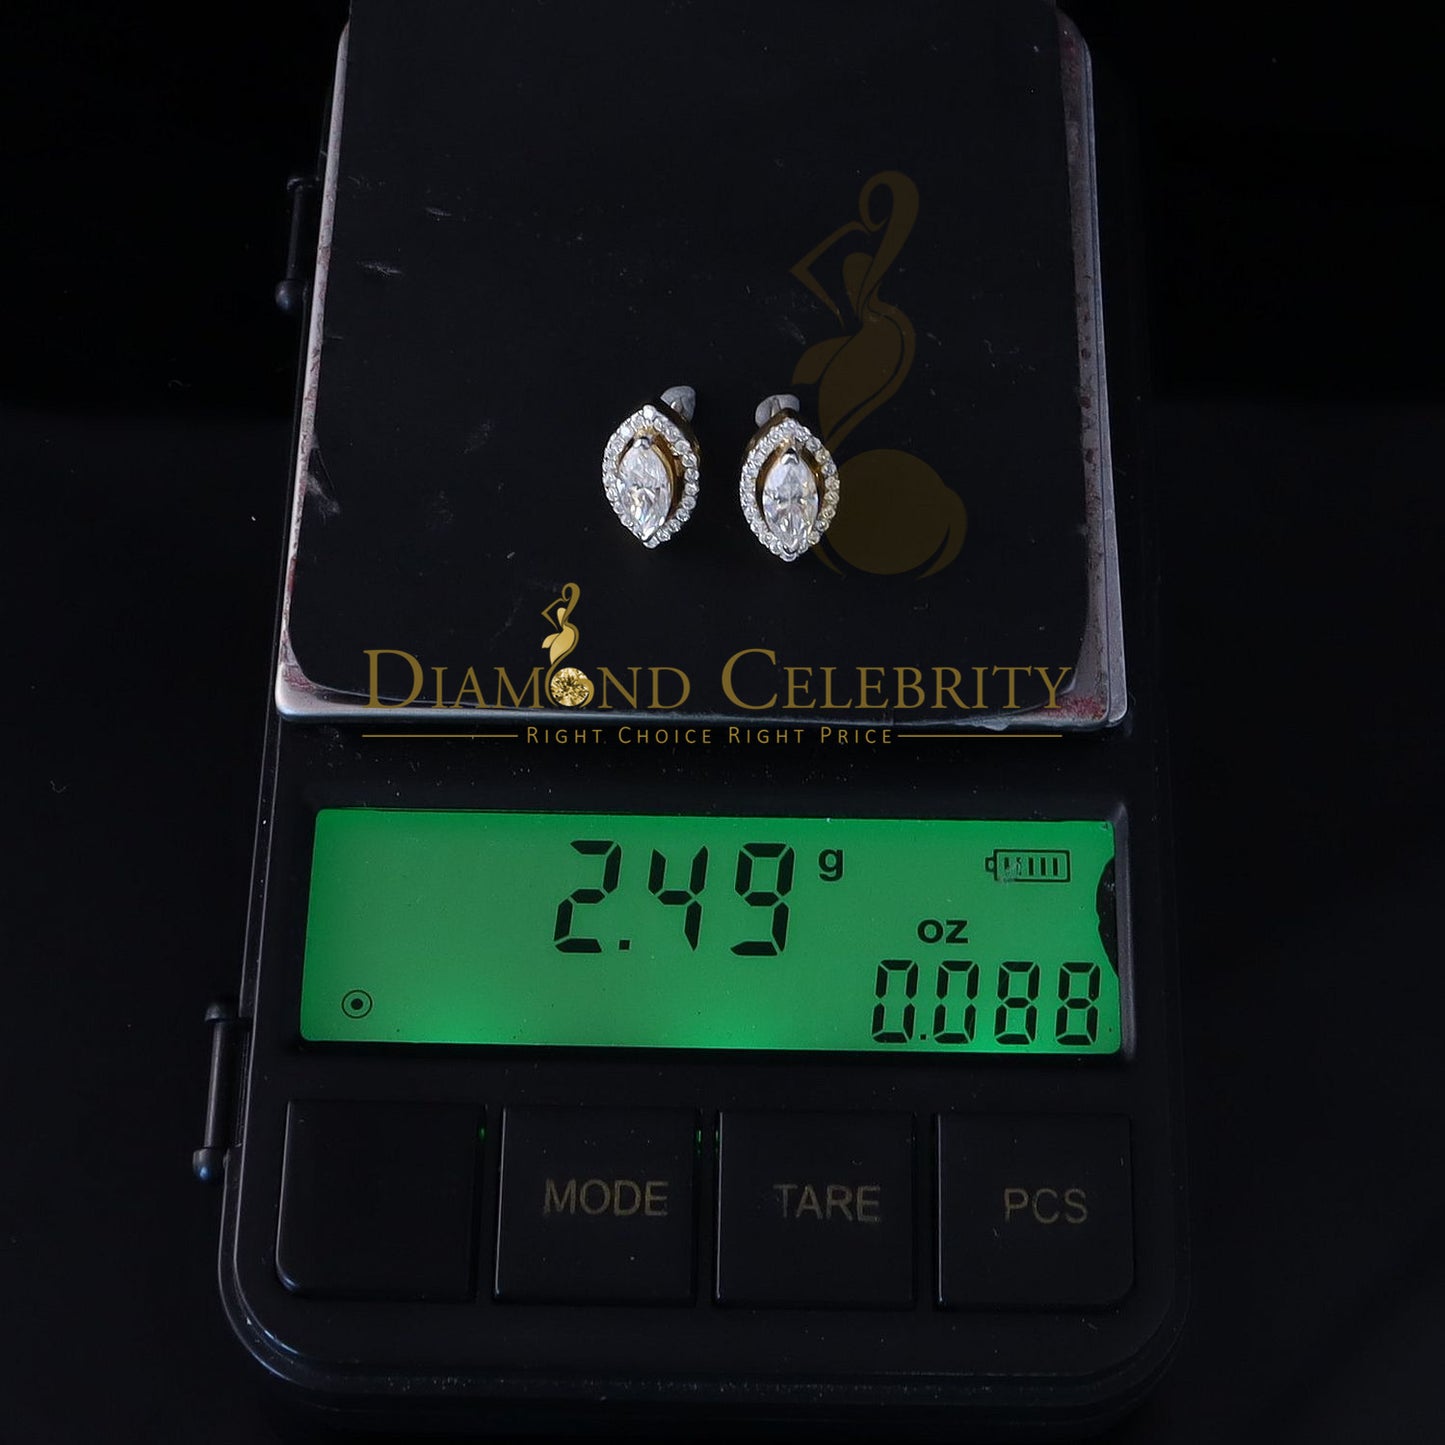 DIAMOND CELEBRITY
RIGHT CHOICE RIGHT PRICE
2.49 g
oz
0.088
MODE TARE PCS